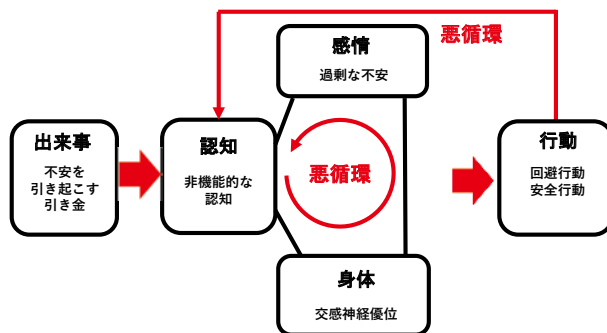 悪循環
感情
過剰な不安
出来事
不安を
引き起こす
引き金
認知
非機能的な
認知
悪循環
行動
回避行動
安全行動
身体
交感神経優位